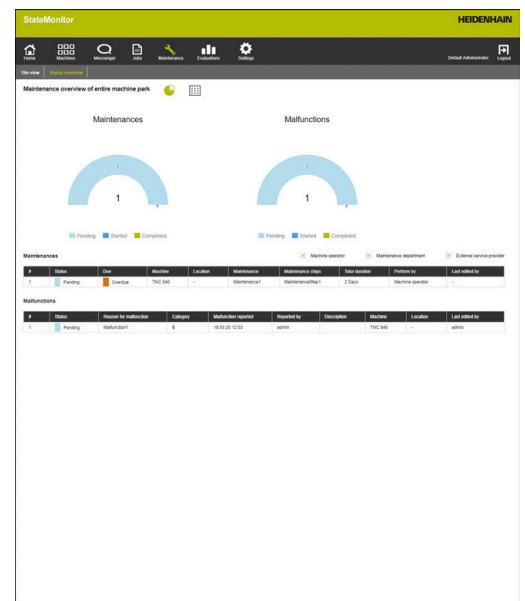 StateMonitor HEIDENHAIN
Home Machines Messenger Jobs Maintenance Evaluations Settings Default Administrator Logout
Tile view Status overview
Maintenance overview of entire machine park
Maintenances Malfunctions
1 1
1 1
Pending Started Completed Pending Started Completed
Maintenances Machine operator Maintenance department External service provider
# Status Due Machine Location Maintenance Maintenance steps Total duration Perform by Last edited by
1 Pending Overdue TNC 640 - Maintenance1 MaintenanceStep1 2 Days Machine operator -
Malfunctions
# Status Reason for malfunction Category Malfunction reported Reported by Description Machine Location Last edited by
1 Pending Malfunction1 B 18.03.20 12:03 admin TNC 640 - admin